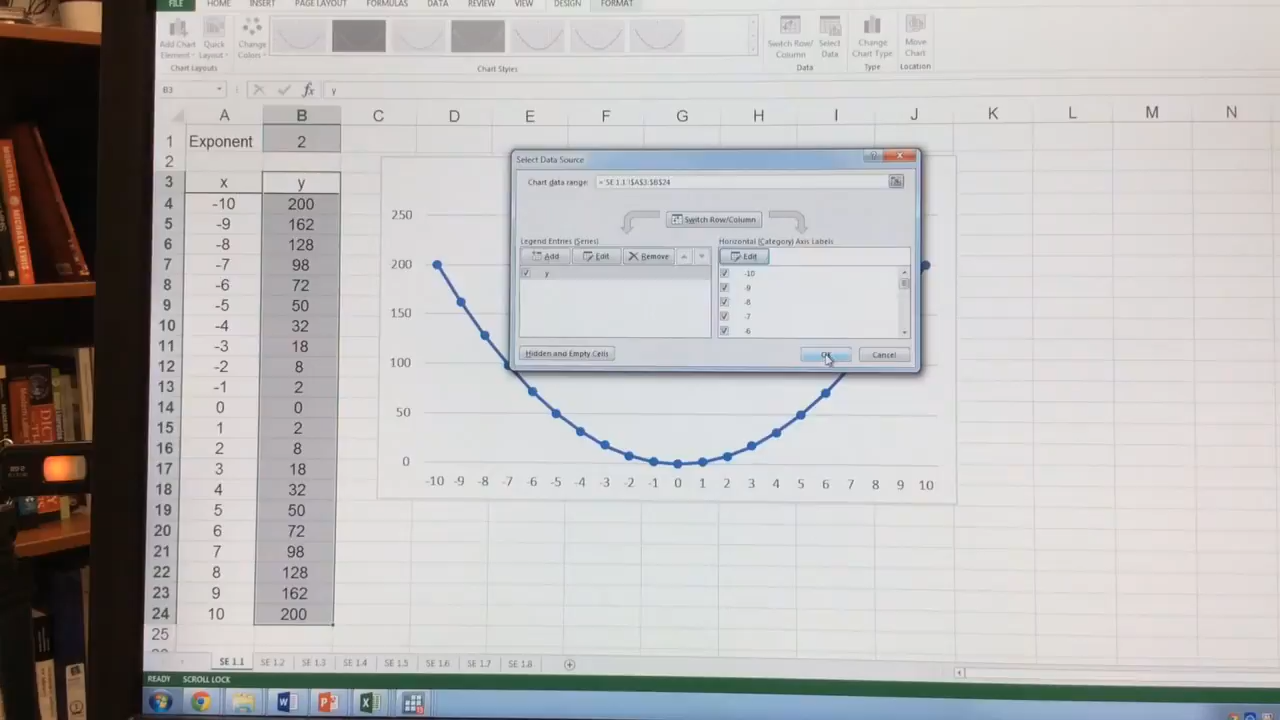 FILE HOME INSERT PAGE LAYOUT FORMULAS DATA REVIEW VIEW DESIGN FORMAT
Add Chart Element Quick Layout Change Colors Switch Row/ Column Select Data Change Chart Type Move Chart
Chart Layouts Chart Styles Data Type Location
B3 fx y
A B C D E F G H I J K L M N
1 Exponent 2
2
3 x y
4 -10 200
5 -9 162
6 -8 128
7 -7 98
8 -6 72
9 -5 50
10 -4 32
11 -3 18
12 -2 8
13 -1 2
14 0 0
15 1 2
16 2 8
17 3 18
18 4 32
19 5 50
20 6 72
21 7 98
22 8 128
23 9 162
24 10 200
25
250
200
150
100
50
0
-10 -9 -8 -7 -6 -5 -4 -3 -2 -1 0 1 2 3 4 5 6 7 8 9 10
Select Data Source
Chart data range: ='SE 1.1'!$A$3:$B$24
Switch Row/Column
Legend Entries (Series) Horizontal (Category) Axis Labels
Add Edit Remove Edit
y
-10
-9
-8
-7
-6
Hidden and Empty Cells OK Cancel
SE 1.1 SE 1.2 SE 1.3 SE 1.4 SE 1.5 SE 1.6 SE 1.7 SE 1.8
READY SCROLL LOCK
MONEYBALL
MICHAEL LEWIS